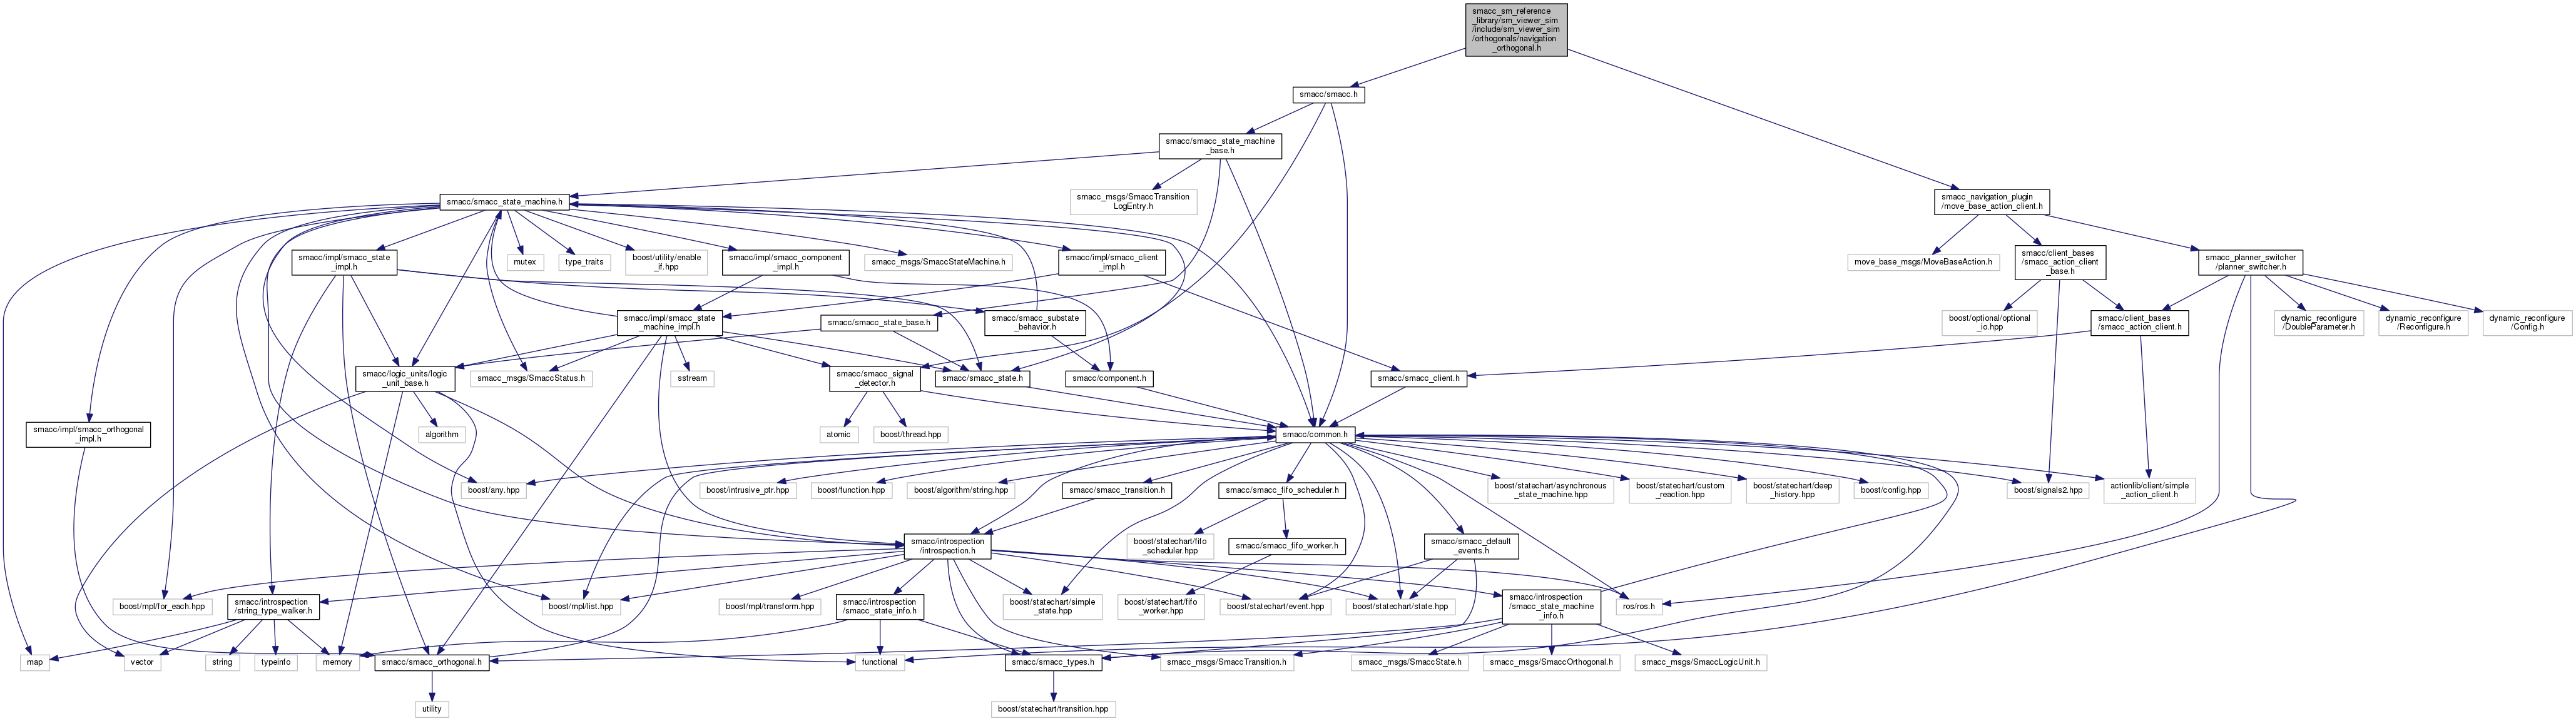 smacc_sm_reference
_library/sm_viewer_sim
/include/sm_viewer_sim
/orthogonals/navigation
_orthogonal.h
smacc/smacc.h
smacc/smacc_state_machine
_base.h
smacc_msgs/SmaccTransition
LogEntry.h
smacc/smacc_state_machine.h
smacc_navigation_plugin
/move_base_action_client.h
smacc/impl/smacc_state
_impl.h
mutex
type_traits
boost/utility/enable
_if.hpp
smacc/impl/smacc_component
_impl.h
smacc_msgs/SmaccStateMachine.h
smacc/impl/smacc_client
_impl.h
move_base_msgs/MoveBaseAction.h
smacc/client_bases
/smacc_action_client
_base.h
smacc_planner_switcher
/planner_switcher.h
smacc/impl/smacc_state
_machine_impl.h
smacc/smacc_state_base.h
smacc/smacc_substate
_behavior.h
boost/optional/optional
_io.hpp
smacc/client_bases
/smacc_action_client.h
dynamic_reconfigure
/DoubleParameter.h
dynamic_reconfigure
/Reconfigure.h
dynamic_reconfigure
/Config.h
smacc/logic_units/logic
_unit_base.h
smacc_msgs/SmaccStatus.h
sstream
smacc/smacc_signal
_detector.h
smacc/smacc_state.h
smacc/component.h
smacc/smacc_client.h
smacc/impl/smacc_orthogonal
_impl.h
algorithm
atomic
boost/thread.hpp
smacc/common.h
boost/any.hpp
boost/intrusive_ptr.hpp
boost/function.hpp
boost/algorithm/string.hpp
smacc/smacc_transition.h
smacc/smacc_fifo_scheduler.h
boost/statechart/asynchronous
_state_machine.hpp
boost/statechart/custom
_reaction.hpp
boost/statechart/deep
_history.hpp
boost/config.hpp
boost/signals2.hpp
actionlib/client/simple
_action_client.h
smacc/introspection
/introspection.h
boost/statechart/fifo
_scheduler.hpp
smacc/smacc_fifo_worker.h
smacc/smacc_default
_events.h
boost/mpl/for_each.hpp
smacc/introspection
/string_type_walker.h
boost/mpl/list.hpp
boost/mpl/transform.hpp
smacc/introspection
/smacc_state_info.h
boost/statechart/simple
_state.hpp
boost/statechart/fifo
_worker.hpp
boost/statechart/event.hpp
boost/statechart/state.hpp
smacc/introspection
/smacc_state_machine
_info.h
ros/ros.h
map
vector
string
typeinfo
memory
smacc/smacc_orthogonal.h
functional
smacc/smacc_types.h
smacc_msgs/SmaccTransition.h
smacc_msgs/SmaccState.h
smacc_msgs/SmaccOrthogonal.h
smacc_msgs/SmaccLogicUnit.h
utility
boost/statechart/transition.hpp